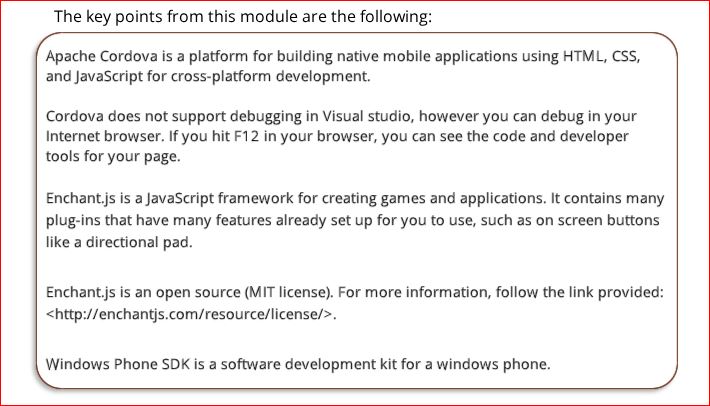 The key points from this module are the following:
Apache Cordova is a platform for building native mobile applications using HTML, CSS,
and JavaScript for cross-platform development.
Cordova does not support debugging in Visual studio, however you can debug in your
Internet browser. If you hit F12 in your browser, you can see the code and developer
tools for your page.
Enchant.js is a JavaScript framework for creating games and applications. It contains many
plug-ins that have many features already set up for you to use, such as on screen buttons
like a directional pad.
Enchant.js is an open source (MIT license). For more information, follow the link provided:
<http://enchantjs.com/resource/license/>.
Windows Phone SDK is a software development kit for a windows phone.